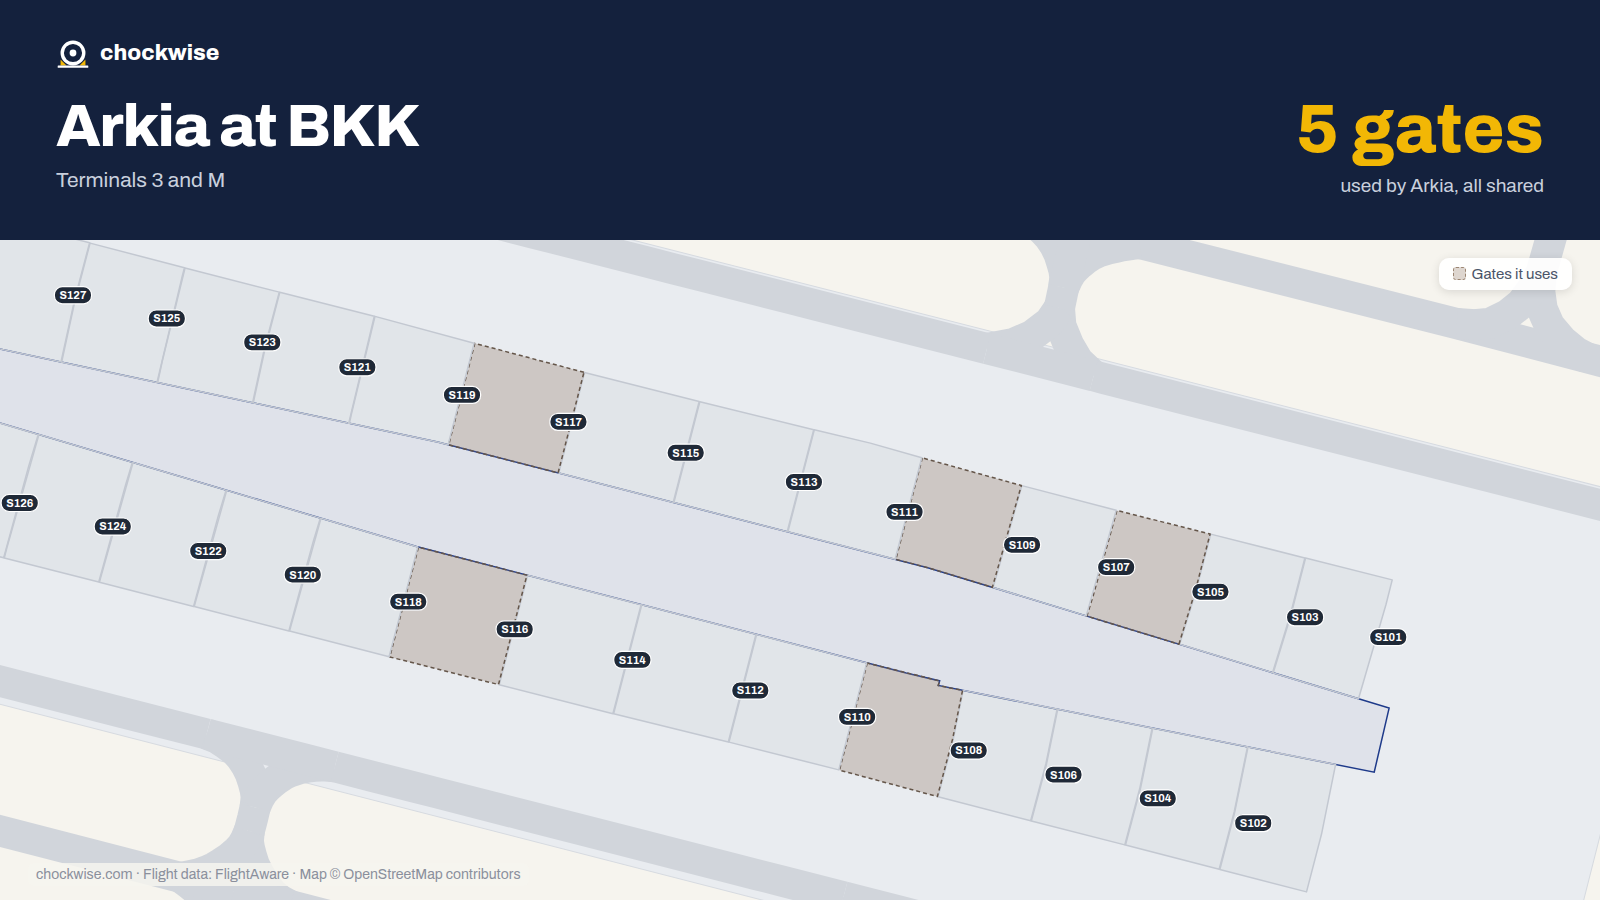 chockwise
Arkia at BKK
Terminals 3 and M
5 gates
used by Arkia, all shared
Gates it uses
S127
S125
S123
S121
S119
S117
S115
S113
S111
S109
S107
S105
S103
S101
S126
S124
S122
S120
S118
S116
S114
S112
S110
S108
S106
S104
S102
chockwise.com · Flight data: FlightAware · Map © OpenStreetMap contributors